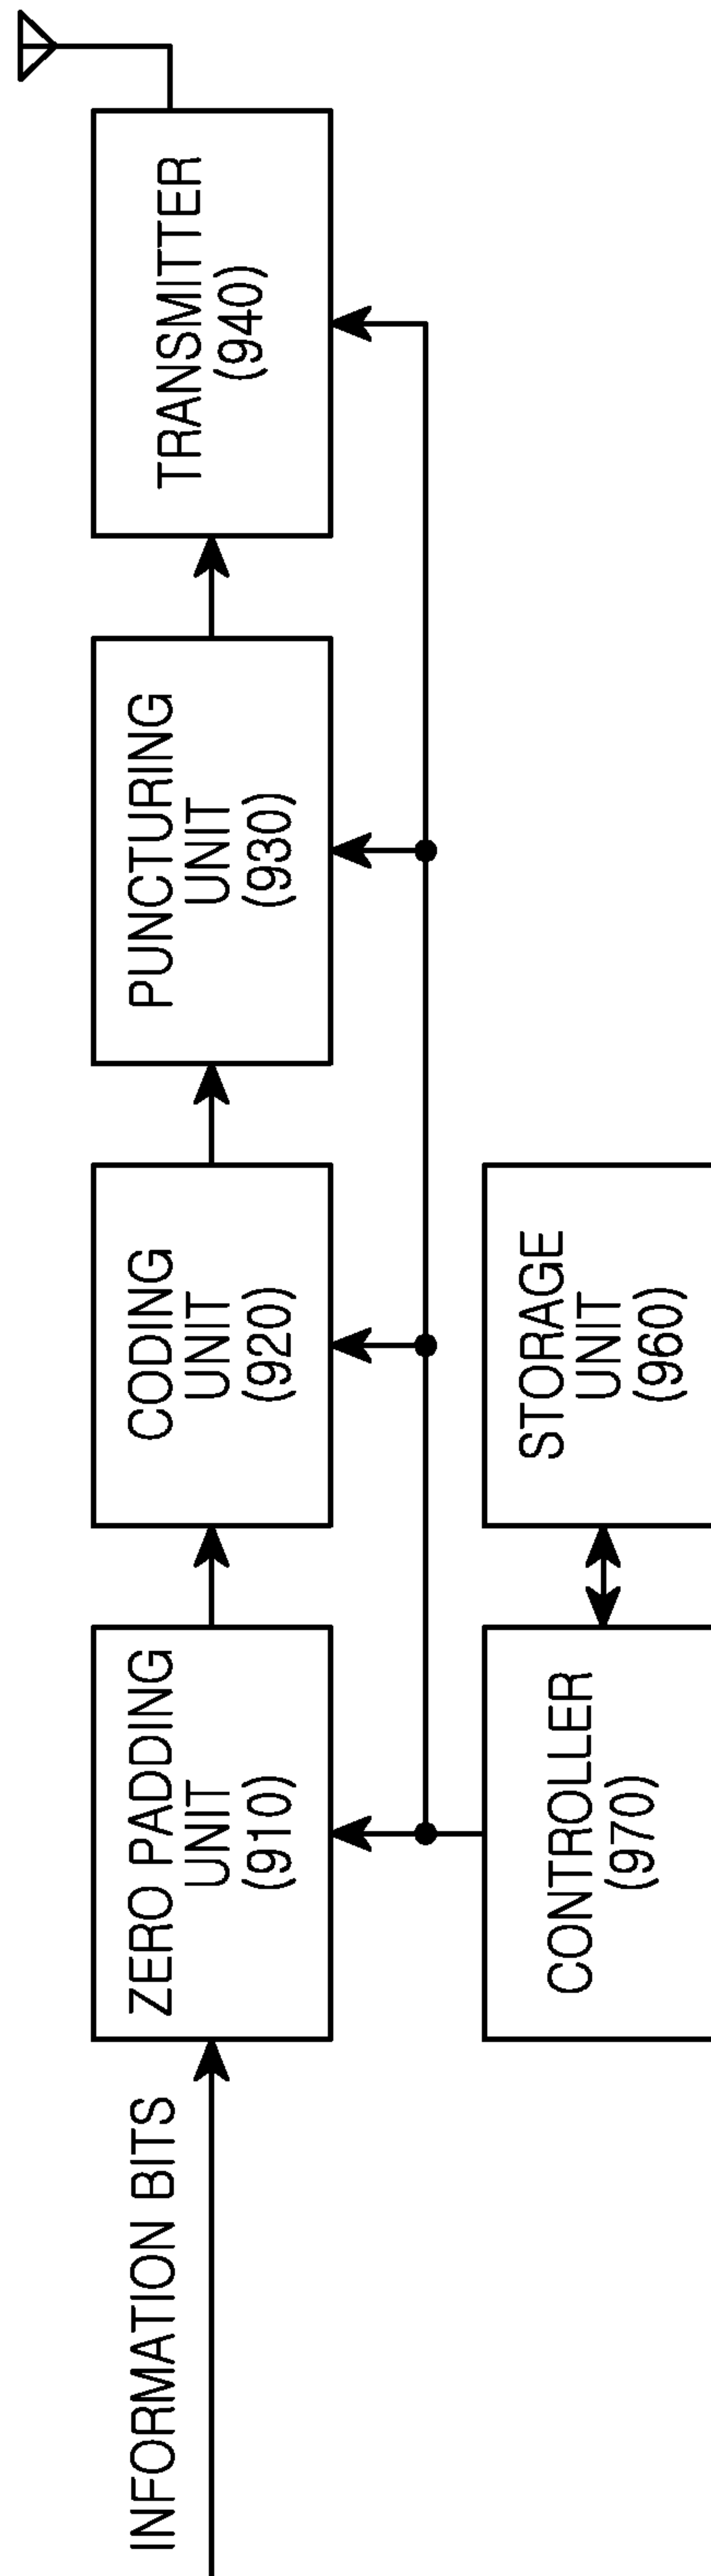 INFORMATION BITS
ZERO PADDING
UNIT
(910)
CODING
UNIT
(920)
PUNCTURING
UNIT
(930)
TRANSMITTER
(940)
CONTROLLER
(970)
STORAGE
UNIT
(960)